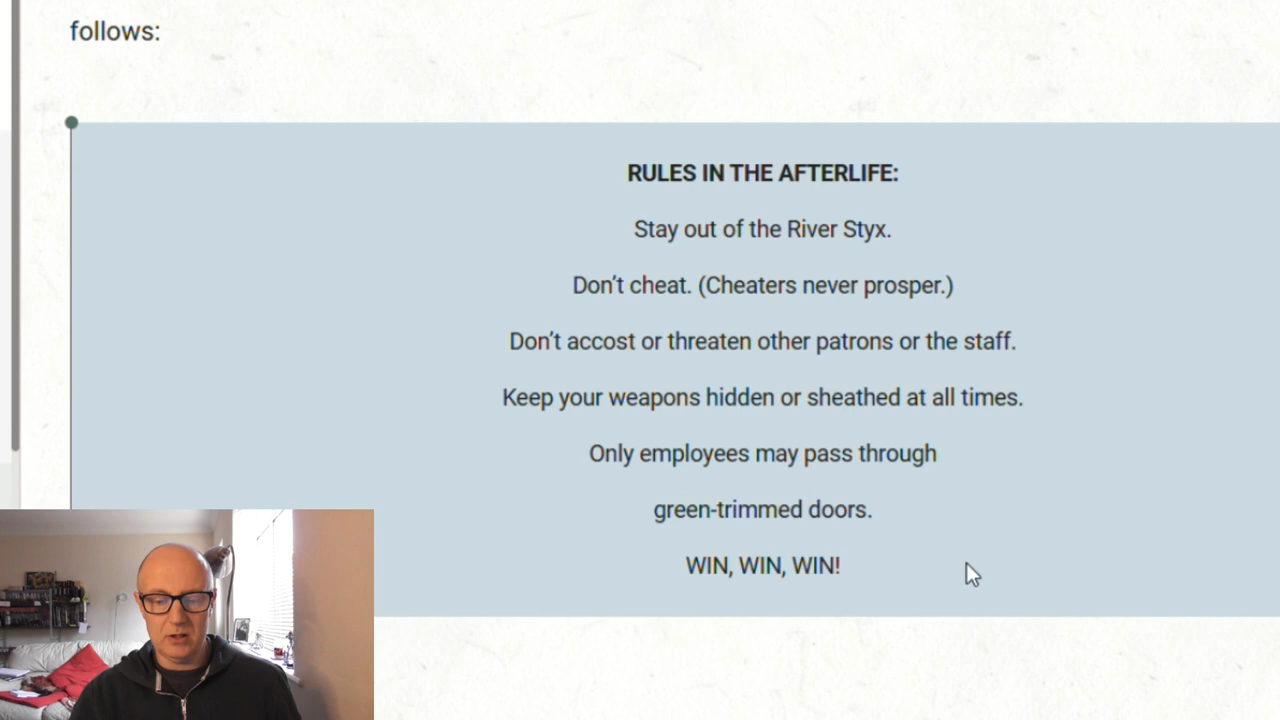 follows:
RULES IN THE AFTERLIFE:
Stay out of the River Styx.
Don’t cheat. (Cheaters never prosper.)
Don’t accost or threaten other patrons or the staff.
Keep your weapons hidden or sheathed at all times.
Only employees may pass through
green-trimmed doors.
WIN, WIN, WIN!